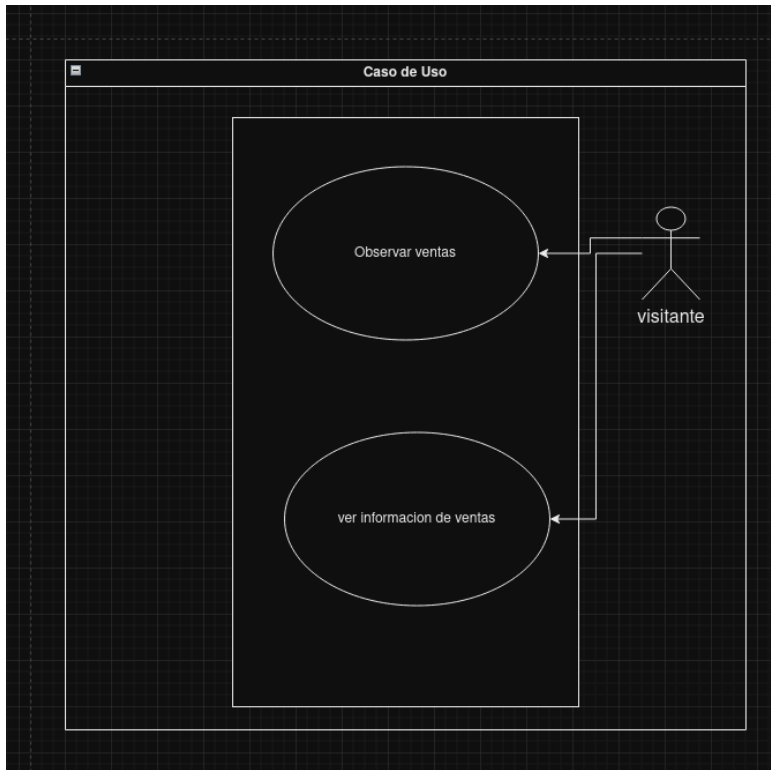 Caso de Uso
Observar ventas
visitante
ver informacion de ventas